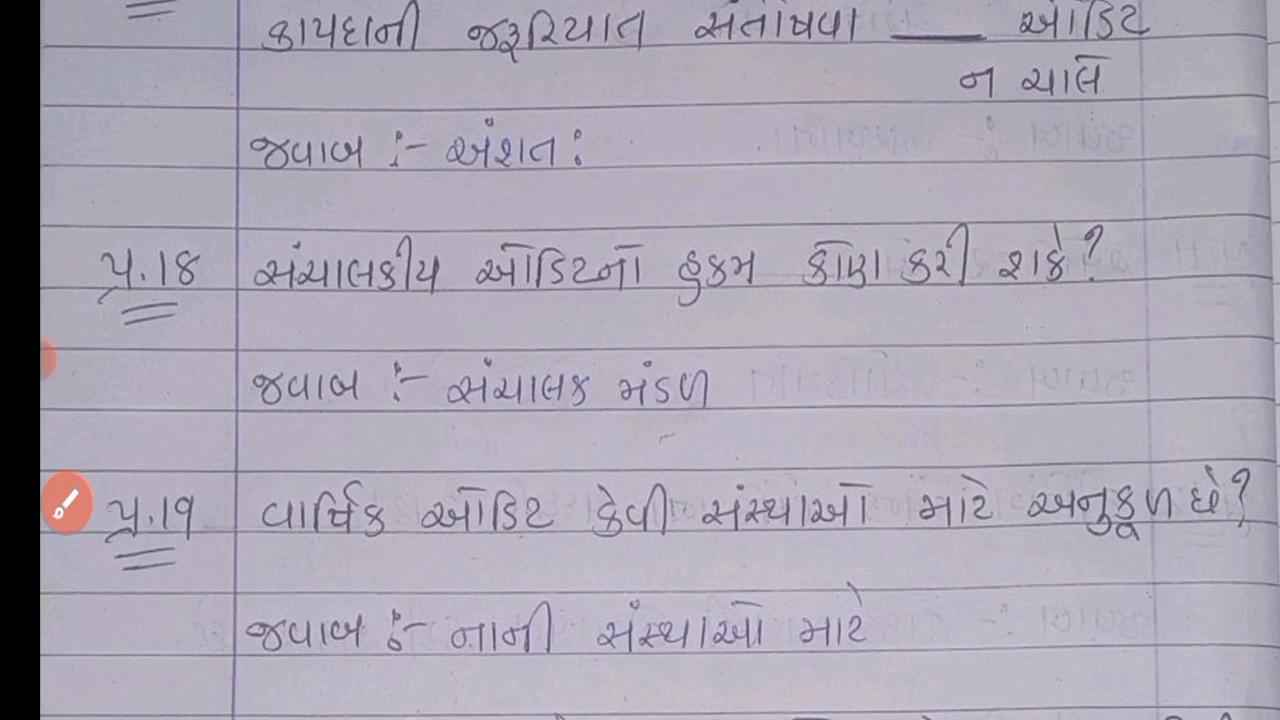 કાયદાની જરૂરિયાત સંતોષવા ____ ઓડિટ
ન ચાલે
જવાબ :- અંશત:
પ્ર.18 સંચાલકીય ઓડિટનો હુકમ કોણ કરી શકે?
જવાબ :- સંચાલક મંડળ
પ્ર.19 વાર્ષિક ઓડિટ કેવી સંસ્થાઓ માટે અનુકૂળ છે?
જવાબ :- નાની સંસ્થાઓ માટે